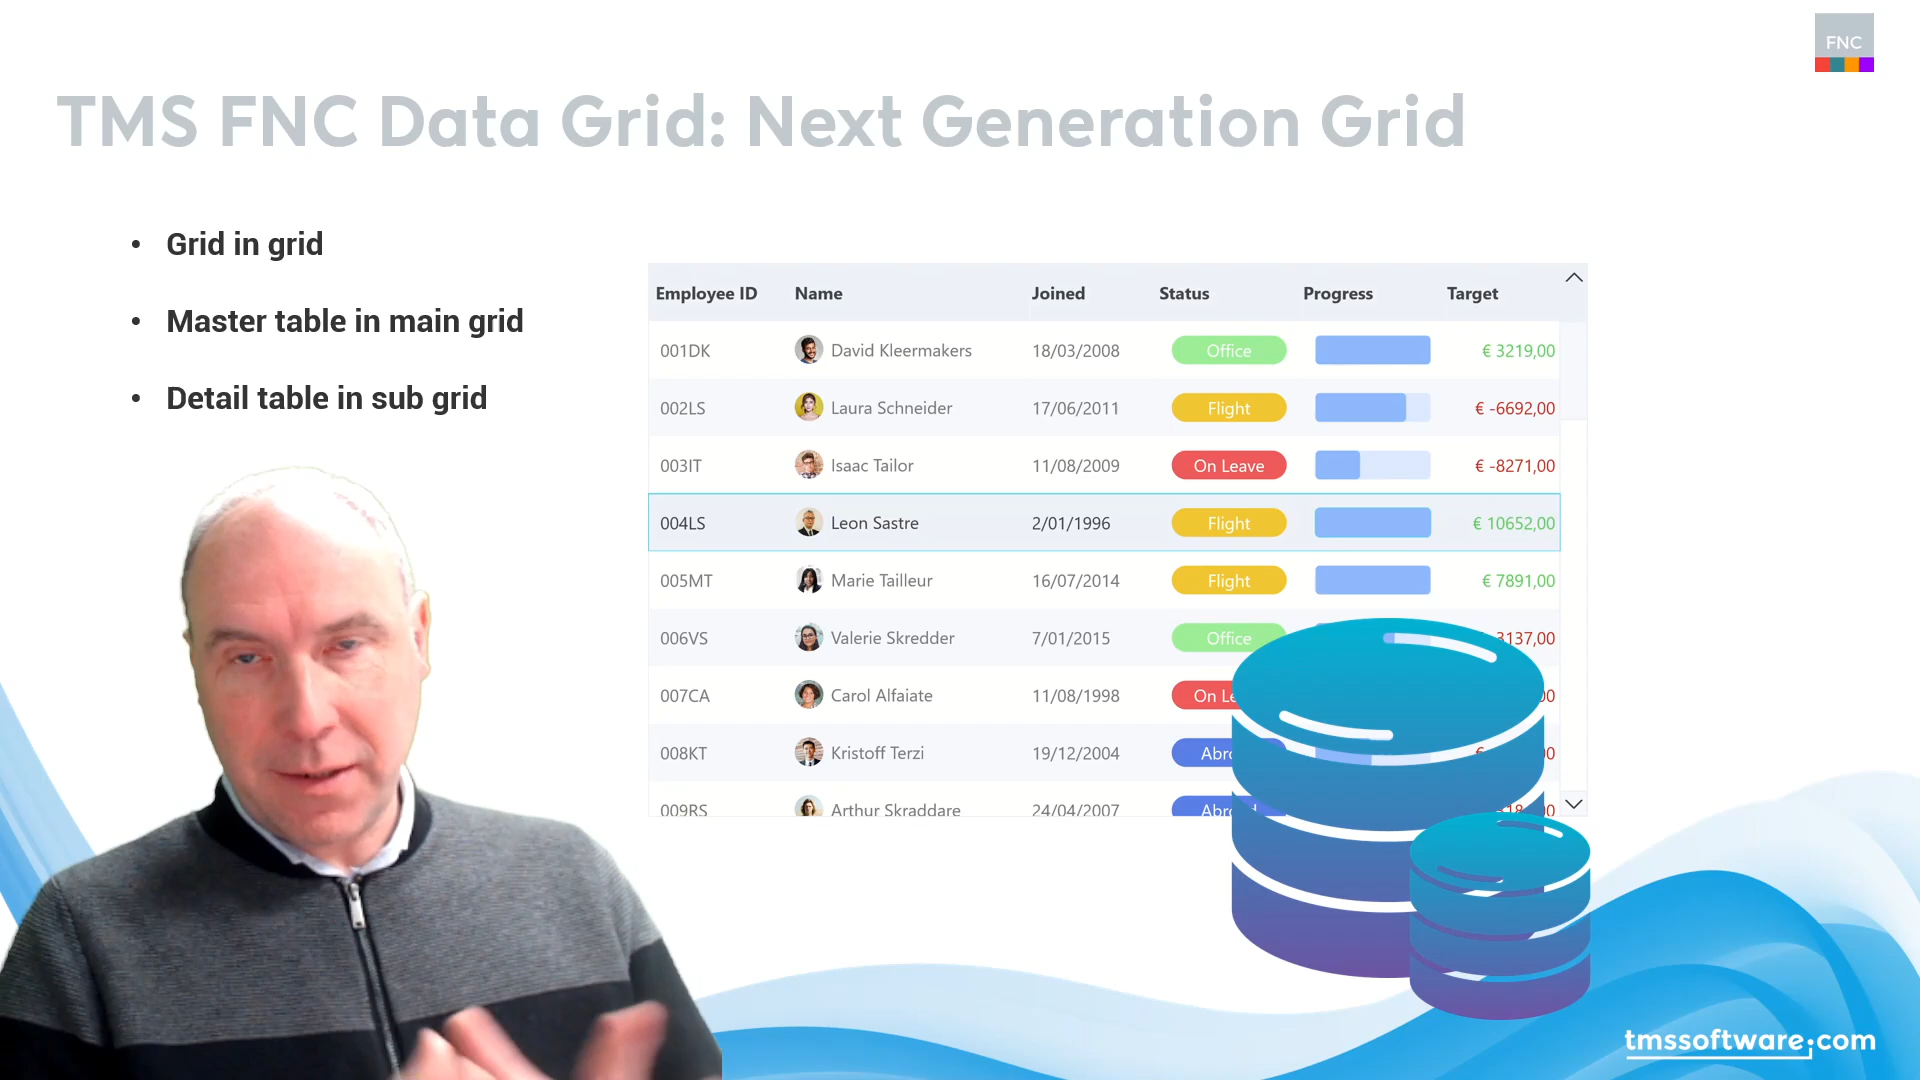 FNC
TMS FNC Data Grid: Next Generation Grid
• Grid in grid
• Master table in main grid
• Detail table in sub grid
Employee ID Name Joined Status Progress Target
001DK David Kleermakers 18/03/2008 Office € 3219,00
002LS Laura Schneider 17/06/2011 Flight € -6692,00
003IT Isaac Tailor 11/08/2009 On Leave € -8271,00
004LS Leon Sastre 2/01/1996 Flight € 10652,00
005MT Marie Tailleur 16/07/2014 Flight € 7891,00
006VS Valerie Skredder 7/01/2015 Office 3137,00
007CA Carol Alfaiate 11/08/1998 On
008KT Kristoff Terzi 19/12/2004
009RS Arthur Skraddare 24/04/2007
tmssoftware.com